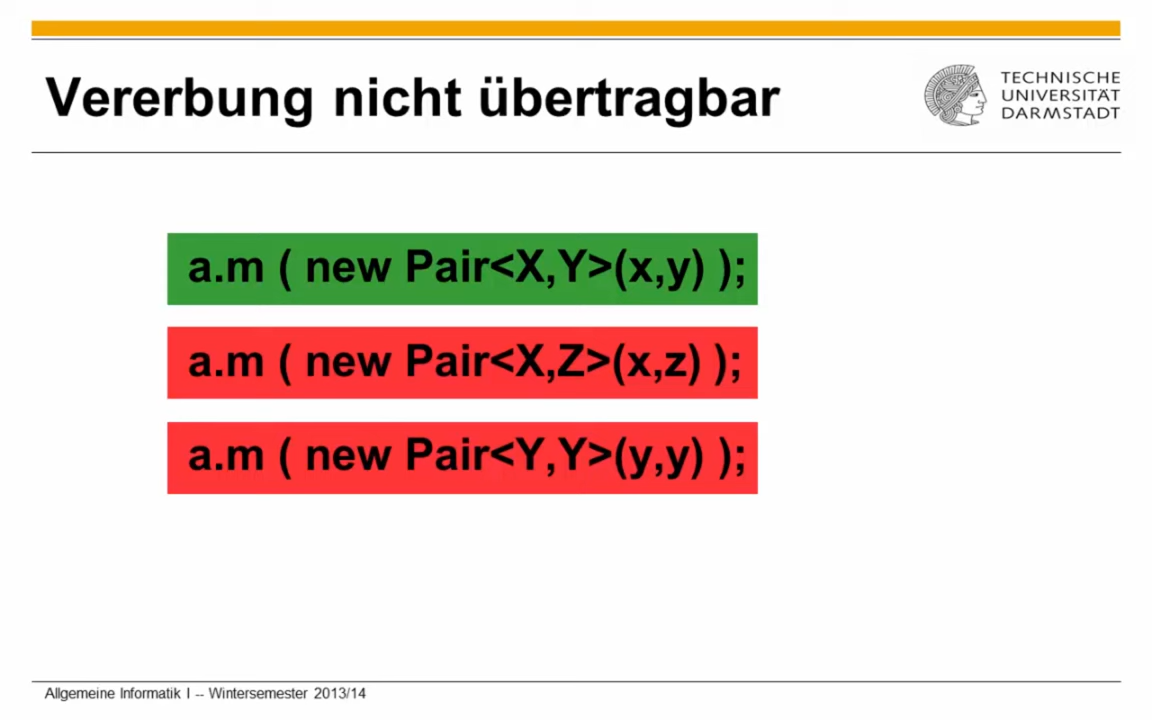 Vererbung nicht übertragbar
TECHNISCHE
UNIVERSITÄT
DARMSTADT
a.m ( new Pair<X,Y>(x,y) );
a.m ( new Pair<X,Z>(x,z) );
a.m ( new Pair<Y,Y>(y,y) );
Allgemeine Informatik I -- Wintersemester 2013/14